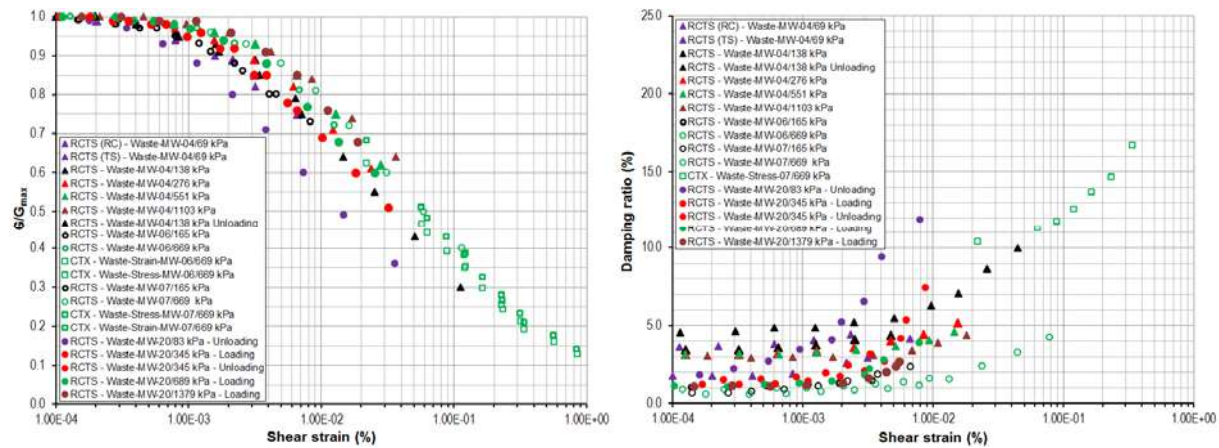 G/Gmax
1.0
0.9
0.8
0.7
0.6
0.5
0.4
0.3
0.2
0.1
0.0
RCTS (RC) - Waste-MW-04/69 kPa
RCTS (TS) - Waste-MW-04/69 kPa
RCTS - Waste-MW-04/138 kPa
RCTS - Waste-MW-04/276 kPa
RCTS - Waste-MW-04/551 kPa
RCTS - Waste-MW-04/1103 kPa
RCTS - Waste-MW-04/138 kPa Unloading
RCTS - Waste-MW-06/165 kPa
RCTS - Waste-MW-06/669 kPa
CTX - Waste-Strain-MW-06/669 kPa
CTX - Waste-Stress-MW-06/669 kPa
RCTS - Waste-MW-07/165 kPa
RCTS - Waste-MW-07/669 kPa
CTX - Waste-Stress-MW-07/669 kPa
CTX - Waste-Strain-MW-07/669 kPa
RCTS - Waste-MW-20/83 kPa - Unloading
RCTS - Waste-MW-20/345 kPa - Loading
RCTS - Waste-MW-20/345 kPa - Unloading
RCTS - Waste-MW-20/689 kPa - Loading
RCTS - Waste-MW-20/1379 kPa - Loading
1.00E-04 1.00E-03 1.00E-02 1.00E-01 1.00E+00
Shear strain (%)
Damping ratio (%)
25.0
20.0
15.0
10.0
5.0
0.0
RCTS (RC) - Waste-MW-04/69 kPa
RCTS (TS) - Waste-MW-04/69 kPa
RCTS - Waste-MW-04/138 kPa
RCTS - Waste-MW-04/138 kPa Unloading
RCTS - Waste-MW-04/276 kPa
RCTS - Waste-MW-04/551 kPa
RCTS - Waste-MW-04/1103 kPa
RCTS - Waste-MW-06/165 kPa
RCTS - Waste-MW-06/669 kPa
RCTS - Waste-MW-07/165 kPa
RCTS - Waste-MW-07/669 kPa
CTX - Waste-Stress-07/669 kPa
RCTS - Waste-MW-20/83 kPa - Unloading
RCTS - Waste-MW-20/345 kPa - Loading
RCTS - Waste-MW-20/345 kPa - Unloading
RCTS - Waste-MW-20/689 kPa - Loading
RCTS - Waste-MW-20/1379 kPa - Loading
1.00E-04 1.00E-03 1.00E-02 1.00E-01 1.00E+00
Shear strain (%)